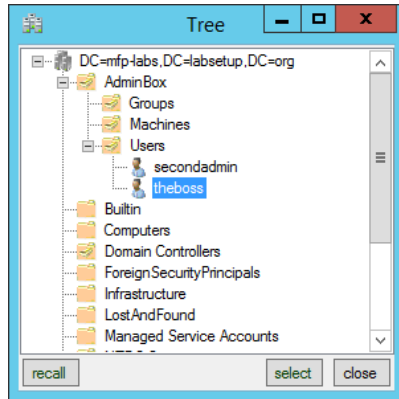 Tree
DC=mfp-labs,DC=labsetup,DC=org
AdminBox
Groups
Machines
Users
secondadmin
theboss
Builtin
Computers
Domain Controllers
ForeignSecurityPrincipals
Infrastructure
LostAndFound
Managed Service Accounts
recall select close